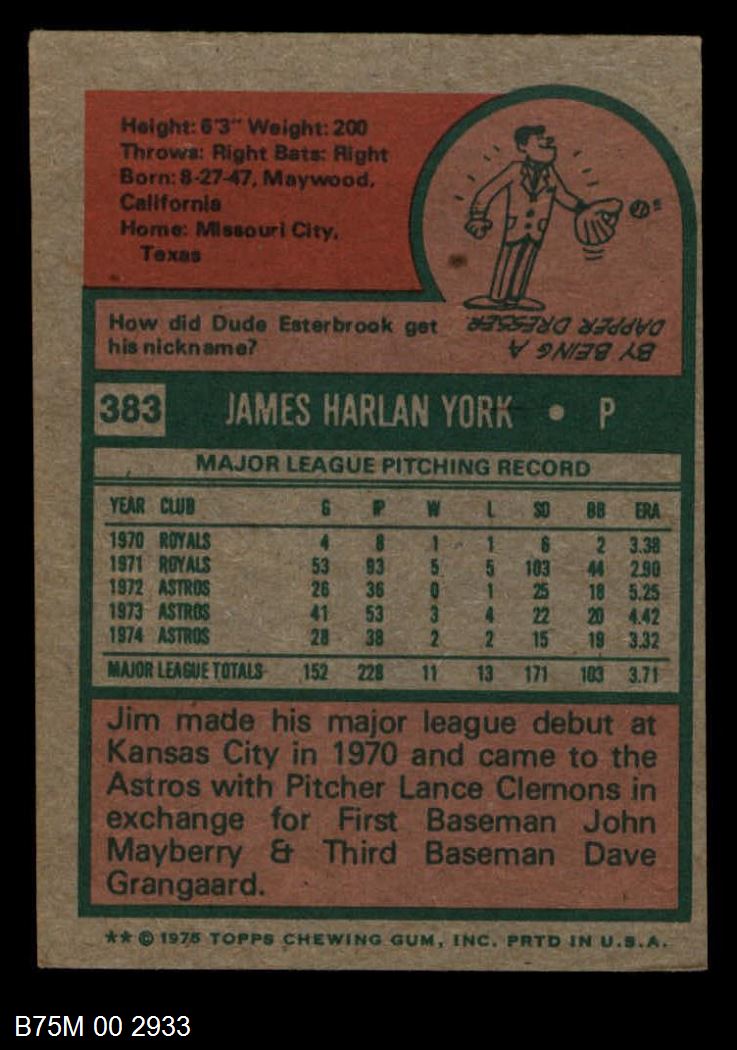 Height: 6'3" Weight: 200
Throws: Right Bats: Right
Born: 8-27-47, Maywood,
California
Home: Missouri City,
Texas
How did Dude Esterbrook get
his nickname?
BY BEING A
DAPPER DRESSER
383 JAMES HARLAN YORK • P
MAJOR LEAGUE PITCHING RECORD
YEAR CLUB G IP W L SO BB ERA
1970 ROYALS 4 8 1 1 6 2 3.38
1971 ROYALS 53 93 5 5 103 44 2.90
1972 ASTROS 26 36 0 1 25 18 5.25
1973 ASTROS 41 53 3 4 22 20 4.42
1974 ASTROS 28 38 2 2 15 19 3.32
MAJOR LEAGUE TOTALS 152 228 11 13 171 103 3.71
Jim made his major league debut at
Kansas City in 1970 and came to the
Astros with Pitcher Lance Clemons in
exchange for First Baseman John
Mayberry & Third Baseman Dave
Grangaard.
** © 1975 TOPPS CHEWING GUM, INC. PRTD IN U.S.A.
B75M 00 2933